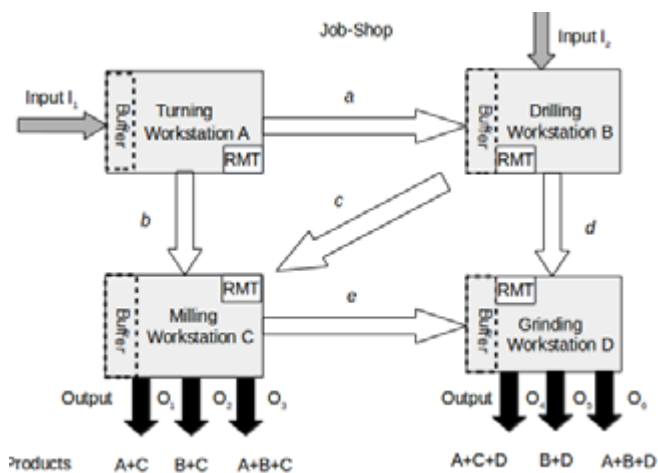 Job-Shop
Input I₂
Input I₁
Buffer
Turning
Workstation A
RMT
a
Buffer
Drilling
Workstation B
RMT
b
c
d
Buffer
RMT
Milling
Workstation C
e
Buffer
RMT
Grinding
Workstation D
Output O₁ O₂ O₃
Output O₄ O₅ O₆
Products A+C B+C A+B+C
A+C+D B+D A+B+D